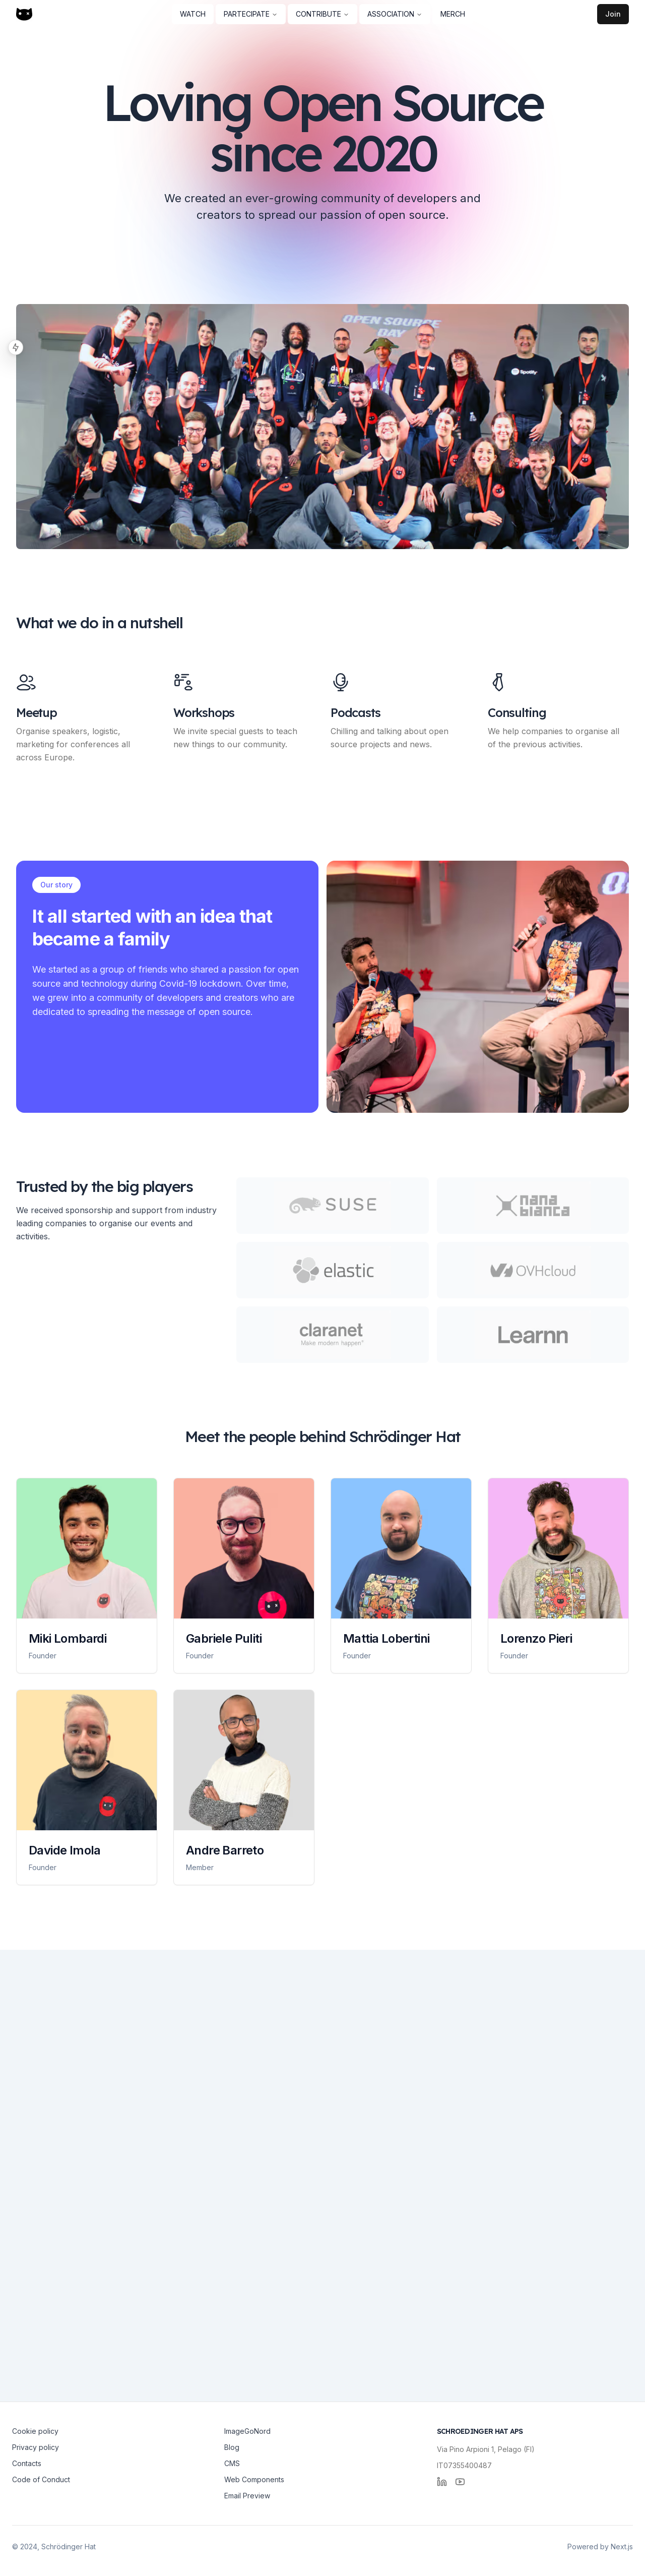 WATCH
PARTECIPATE
CONTRIBUTE
ASSOCIATION
MERCH
Join
Loving Open Source
since 2020
We created an ever-growing community of developers and
creators to spread our passion of open source.
OPEN SOURCE
DAY
Spotify
What we do in a nutshell
Meetup
Organise speakers, logistic,
marketing for conferences all
across Europe.
Workshops
We invite special guests to teach
new things to our community.
Podcasts
Chilling and talking about open
source projects and news.
Consulting
We help companies to organise all
of the previous activities.
Our story
It all started with an idea that
became a family
We started as a group of friends who shared a passion for open
source and technology during Covid-19 lockdown. Over time,
we grew into a community of developers and creators who are
dedicated to spreading the message of open source.
Trusted by the big players
We received sponsorship and support from industry
leading companies to organise our events and
activities.
SUSE
nana
bianca
elastic
OVHcloud
claranet
Make modern happen
Learnn
Meet the people behind Schrödinger Hat
Miki Lombardi
Founder
Gabriele Puliti
Founder
Mattia Lobertini
Founder
Lorenzo Pieri
Founder
Davide Imola
Founder
Andre Barreto
Member
Cookie policy
Privacy policy
Contacts
Code of Conduct
ImageGoNord
Blog
CMS
Web Components
Email Preview
SCHROEDINGER HAT APS
Via Pino Arpioni 1, Pelago (FI)
IT07355400487
© 2024, Schrödinger Hat
Powered by Next.js